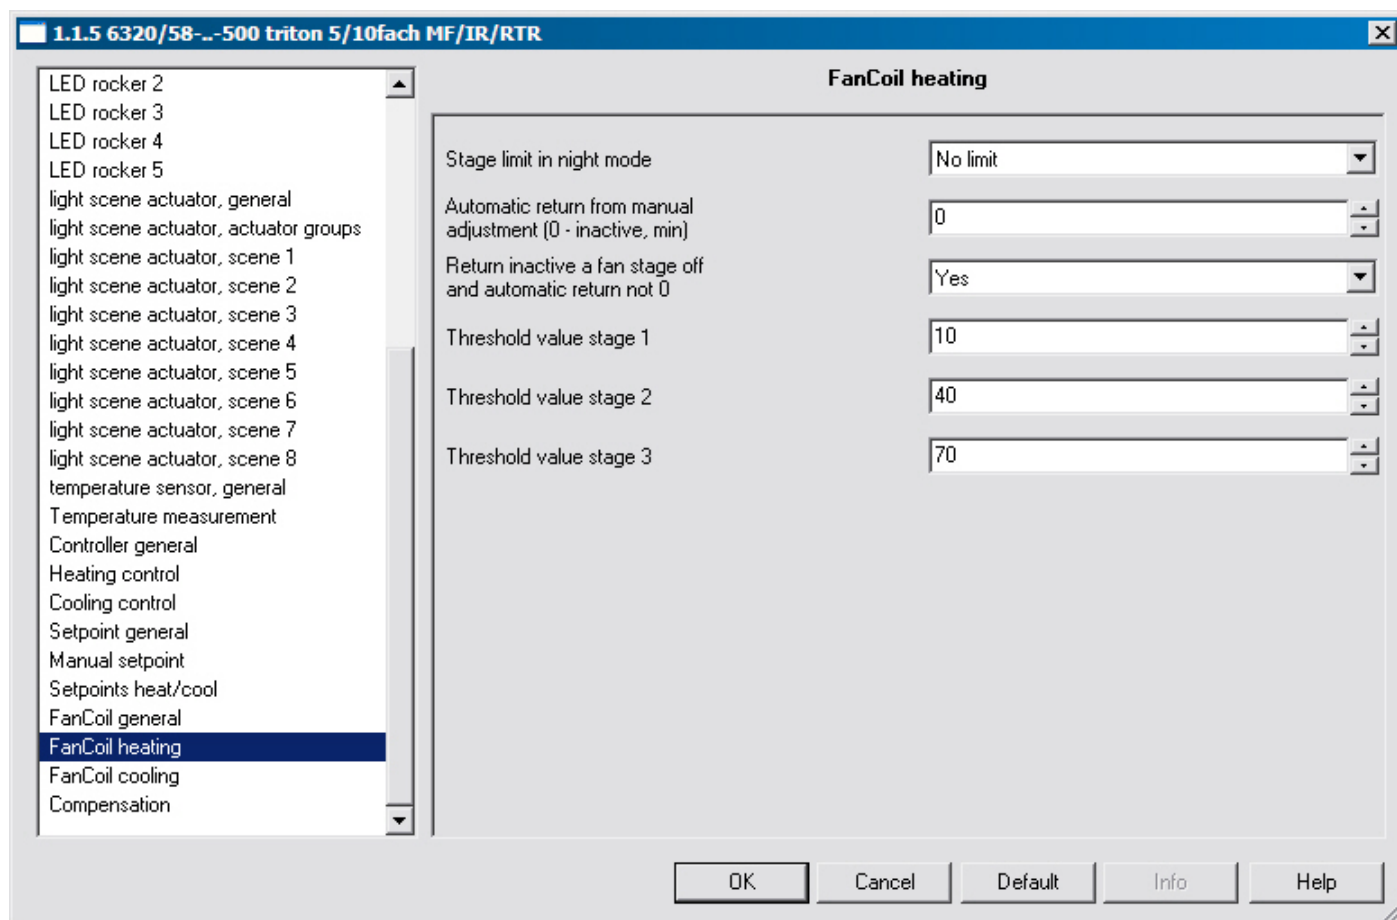 1.1.5 6320/58-..-500 triton 5/10fach MF/IR/RTR
LED rocker 2
LED rocker 3
LED rocker 4
LED rocker 5
light scene actuator, general
light scene actuator, actuator groups
light scene actuator, scene 1
light scene actuator, scene 2
light scene actuator, scene 3
light scene actuator, scene 4
light scene actuator, scene 5
light scene actuator, scene 6
light scene actuator, scene 7
light scene actuator, scene 8
temperature sensor, general
Temperature measurement
Controller general
Heating control
Cooling control
Setpoint general
Manual setpoint
Setpoints heat/cool
FanCoil general
FanCoil heating
FanCoil cooling
Compensation
FanCoil heating
Stage limit in night mode
No limit
Automatic return from manual
adjustment (0 - inactive, min)
0
Return inactive a fan stage off
and automatic return not 0
Yes
Threshold value stage 1
10
Threshold value stage 2
40
Threshold value stage 3
70
OK
Cancel
Default
Info
Help